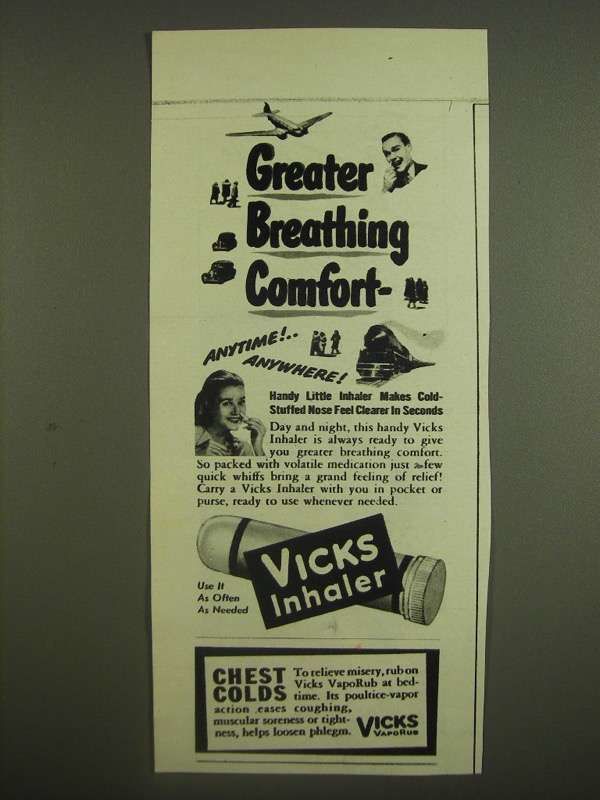 Greater
Breathing
Comfort-
ANYTIME!..
ANYWHERE!
Handy Little Inhaler Makes Cold-
Stuffed Nose Feel Clearer In Seconds
Day and night, this handy Vicks
Inhaler is always ready to give
you greater breathing comfort.
So packed with volatile medication just a few
quick whiffs bring a grand feeling of relief!
Carry a Vicks Inhaler with you in pocket or
purse, ready to use whenever needed.
Use It
As Often
As Needed
VICKS
Inhaler
CHEST
COLDS
To relieve misery, rub on
Vicks VapoRub at bed-
time. Its poultice-vapor
action eases coughing,
muscular soreness or tight-
ness, helps loosen phlegm.
VICKS
VAPORUB